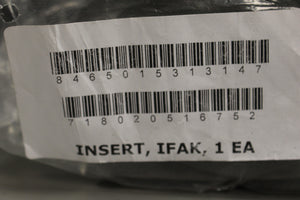 8465015313147
718020516752
INSERT, IFAK, 1 EA